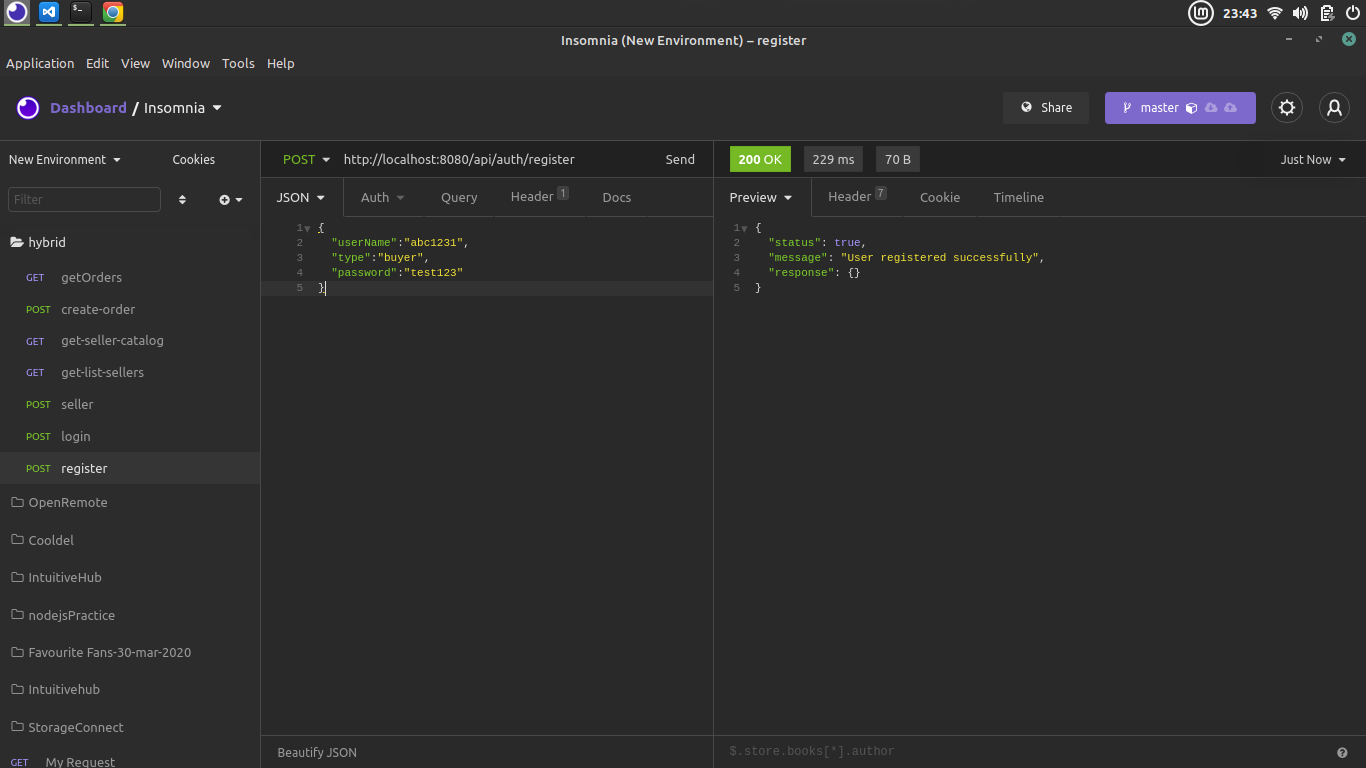 23:43
Insomnia (New Environment) – register
Application Edit View Window Tools Help
Dashboard / Insomnia
Share
master
New Environment
Cookies
POST http://localhost:8080/api/auth/register Send
200 OK 229 ms 70 B
Just Now
Filter
JSON Auth Query Header 1 Docs
Preview Header 7 Cookie Timeline
hybrid
GET getOrders
POST create-order
GET get-seller-catalog
GET get-list-sellers
POST seller
POST login
POST register
OpenRemote
Cooldel
IntuitiveHub
nodejsPractice
Favourite Fans-30-mar-2020
Intuitivehub
StorageConnect
GET My Request
1 {
2 "userName":"abc1231",
3 "type":"buyer",
4 "password":"test123"
5 }
1 {
2 "status": true,
3 "message": "User registered successfully",
4 "response": {}
5 }
Beautify JSON
$.store.books[*].author